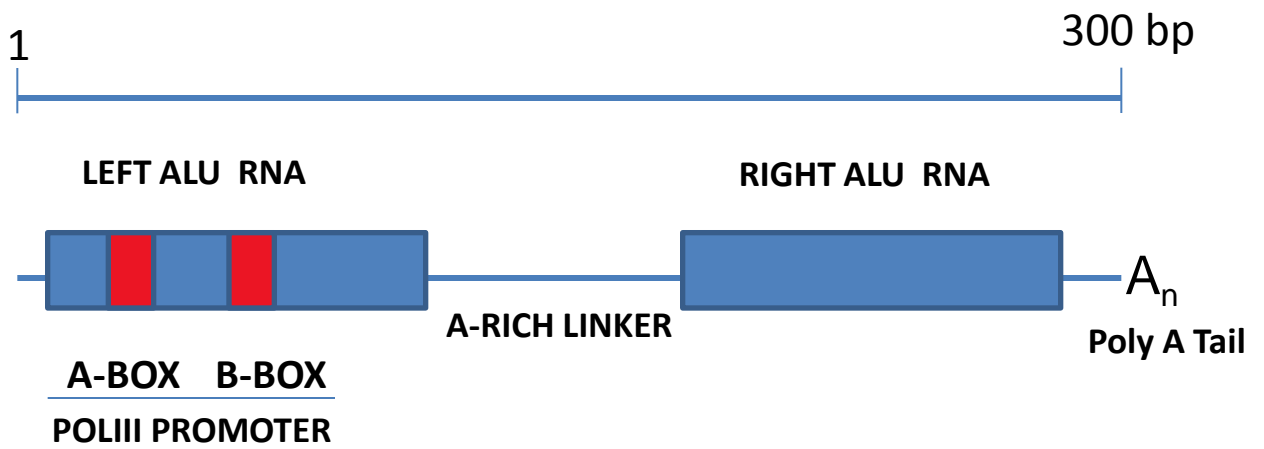 1
300 bp
LEFT ALU RNA
RIGHT ALU RNA
An
A-RICH LINKER
Poly A Tail
A-BOX B-BOX
POLIII PROMOTER